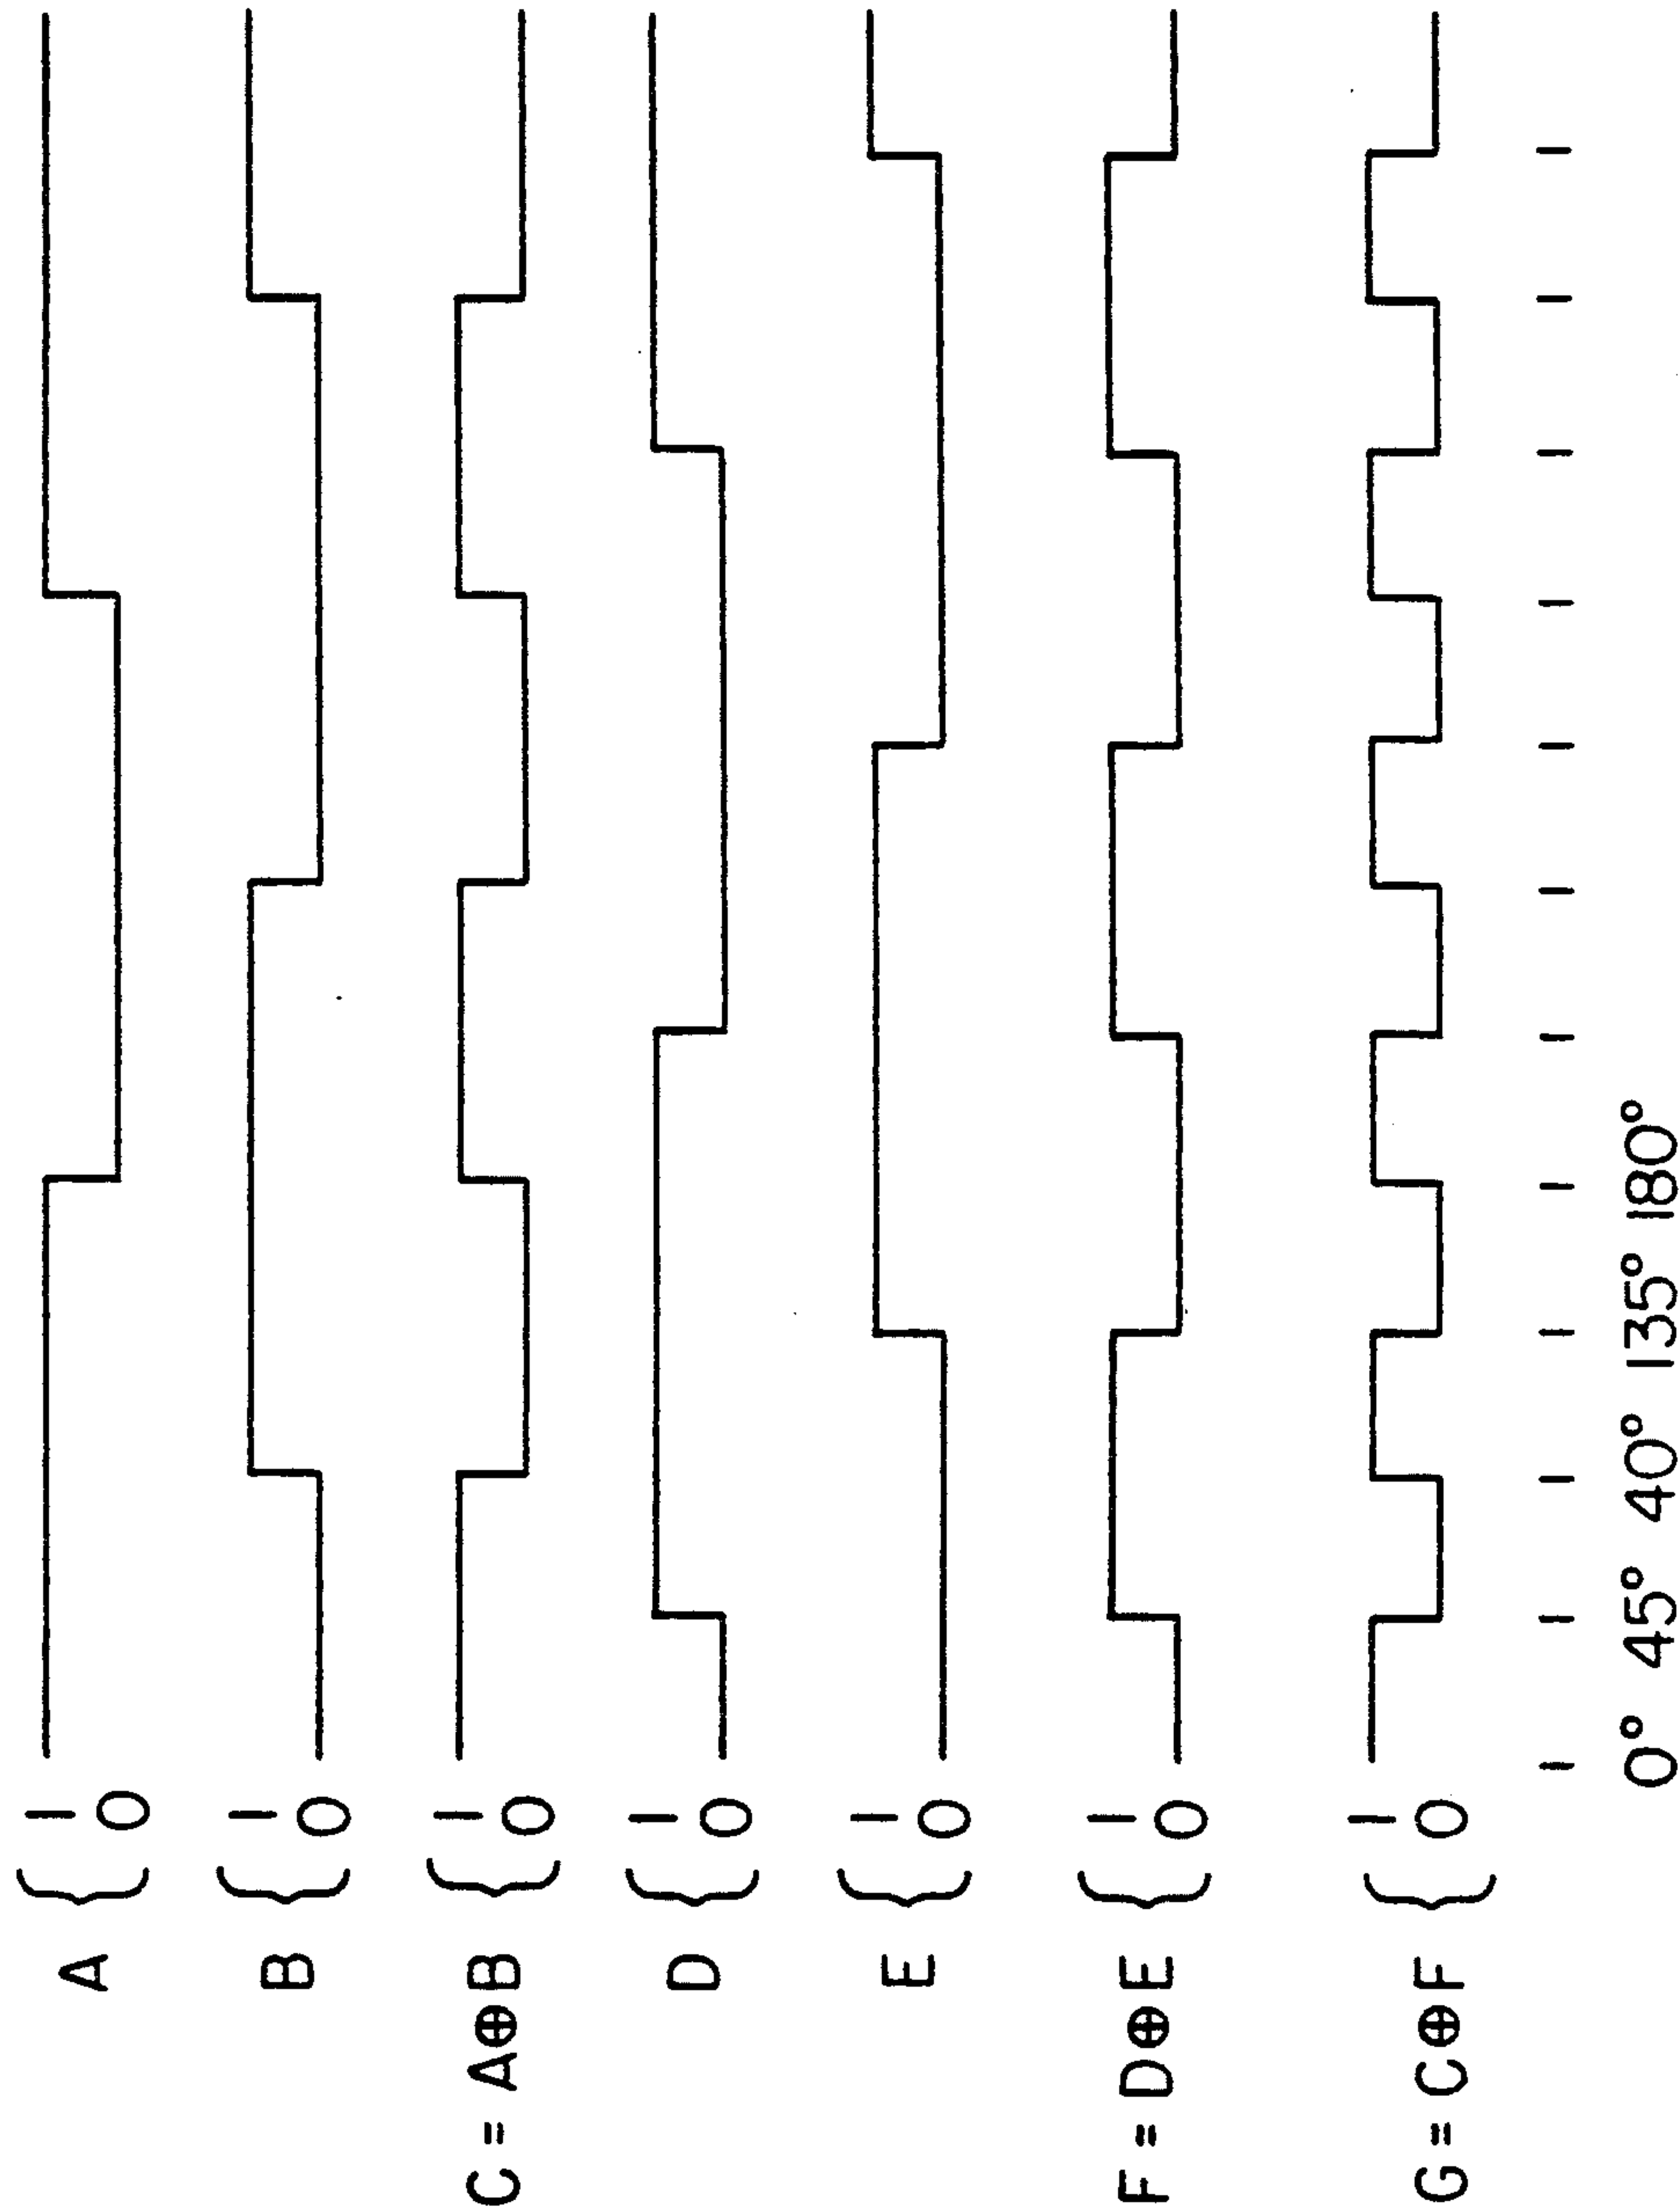 A { 1
0
B { 1
0
C = A⊕B { 1
0
D { 1
0
E { 1
0
F = D⊕E { 1
0
G = C⊕F { 1
0
0° 45° 40° 135° 180°